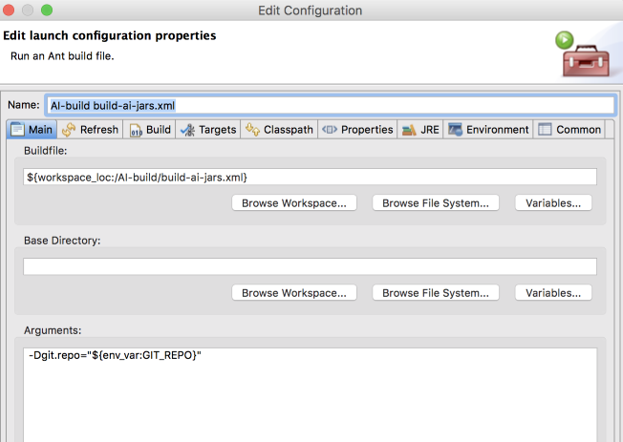 Edit Configuration
Edit launch configuration properties
Run an Ant build file.
Name: AI-build build-ai-jars.xml
Main Refresh Build Targets Classpath Properties JRE Environment Common
Buildfile:
${workspace_loc:/AI-build/build-ai-jars.xml}
Browse Workspace... Browse File System... Variables...
Base Directory:
Browse Workspace... Browse File System... Variables...
Arguments:
-Dgit.repo="${env_var:GIT_REPO}"